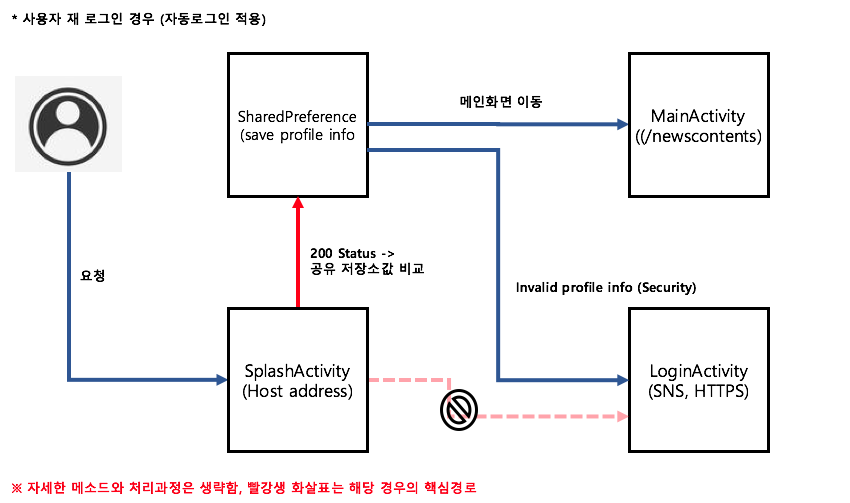 * 사용자 재 로그인 경우 (자동로그인 적용)
SharedPreference
(save profile info
메인화면 이동
MainActivity
((/newscontents)
요청
200 Status ->
공유 저장소값 비교
Invalid profile info (Security)
SplashActivity
(Host address)
LoginActivity
(SNS, HTTPS)
※ 자세한 메소드와 처리과정은 생략함, 빨강생 화살표는 해당 경우의 핵심경로